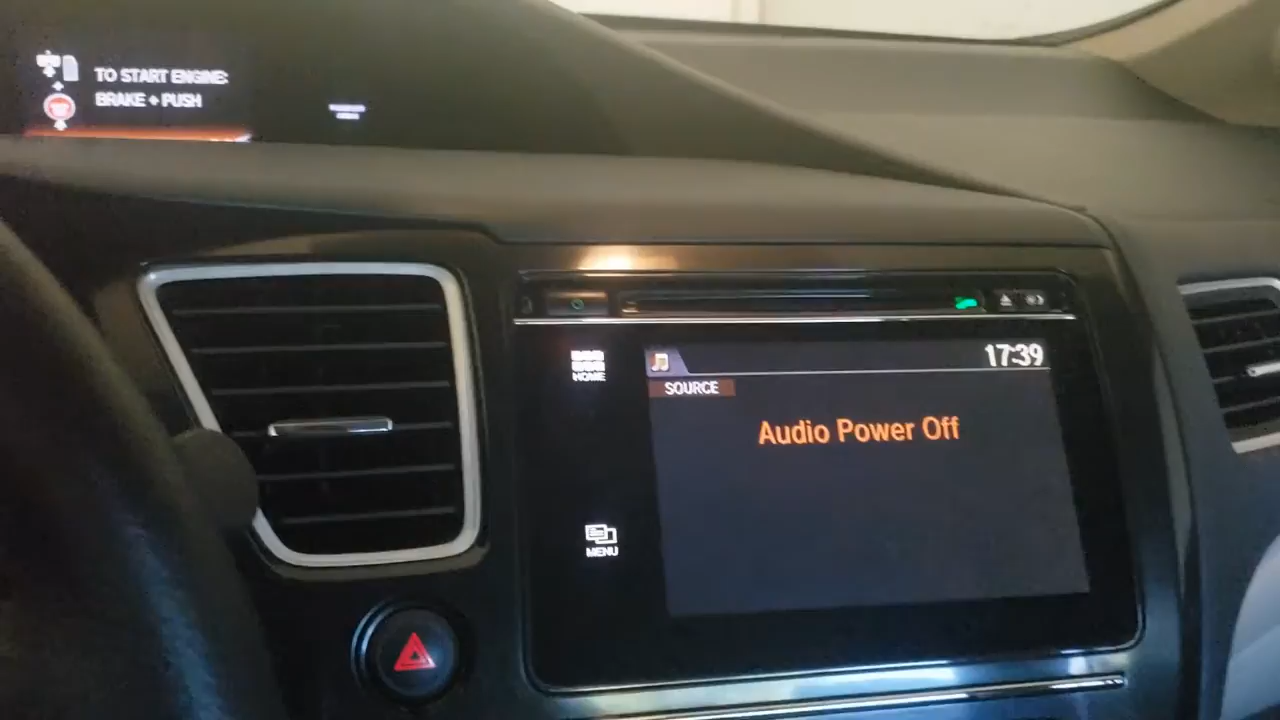 TO START ENGINE:
BRAKE + PUSH
HOME
17:39
SOURCE
Audio Power Off
MENU